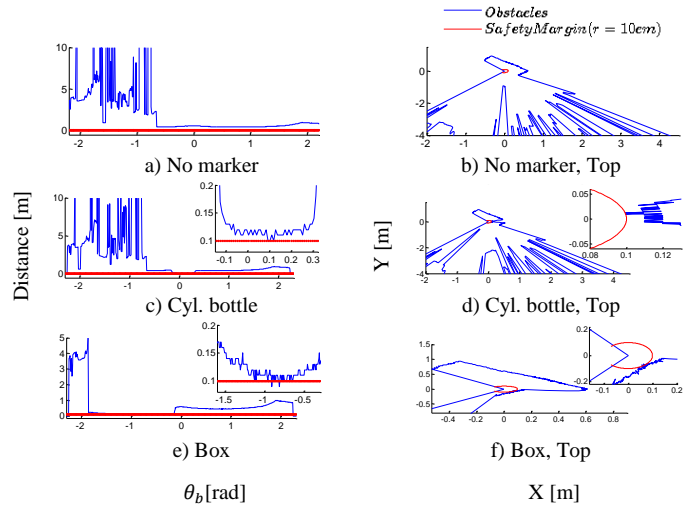 Obstacles
SafetyMargin(r = 10cm)
10
5
0
-2 -1 0 1 2
a) No marker
0
-2
-4
-2 -1 0 1 2 3 4
b) No marker, Top
Distance [m]
10
5
0
-2 -1 0 1 2
0.2
0.15
0.1
-0.1 0 0.1 0.2 0.3
c) Cyl. bottle
Y [m]
0
-2
-4
-2 -1 0 1 2 3 4
0.05
0
-0.05
0.08 0.1 0.12
d) Cyl. bottle, Top
5
4
3
2
1
0
-2 -1 0 1 2
0.2
0.15
0.1
-1.5 -1 -0.5
e) Box
1.5
1
0.5
0
-0.5
-0.4 -0.2 0 0.2 0.4 0.6 0.8
0.2
0
-0.2
-0.1 0 0.1 0.2
f) Box, Top
θb[rad]
X [m]